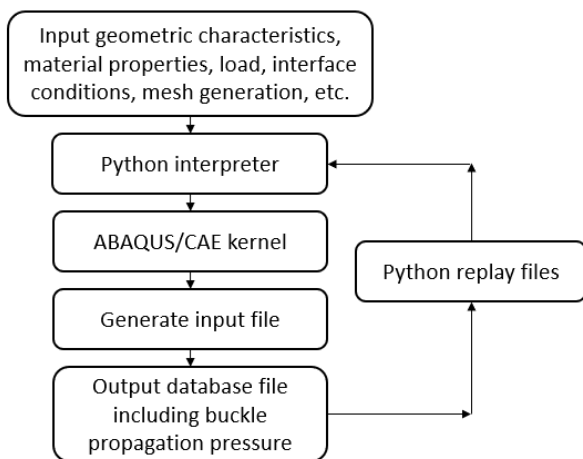 Input geometric characteristics,
material properties, load, interface
conditions, mesh generation, etc.
Python interpreter
ABAQUS/CAE kernel
Python replay files
Generate input file
Output database file
including buckle
propagation pressure